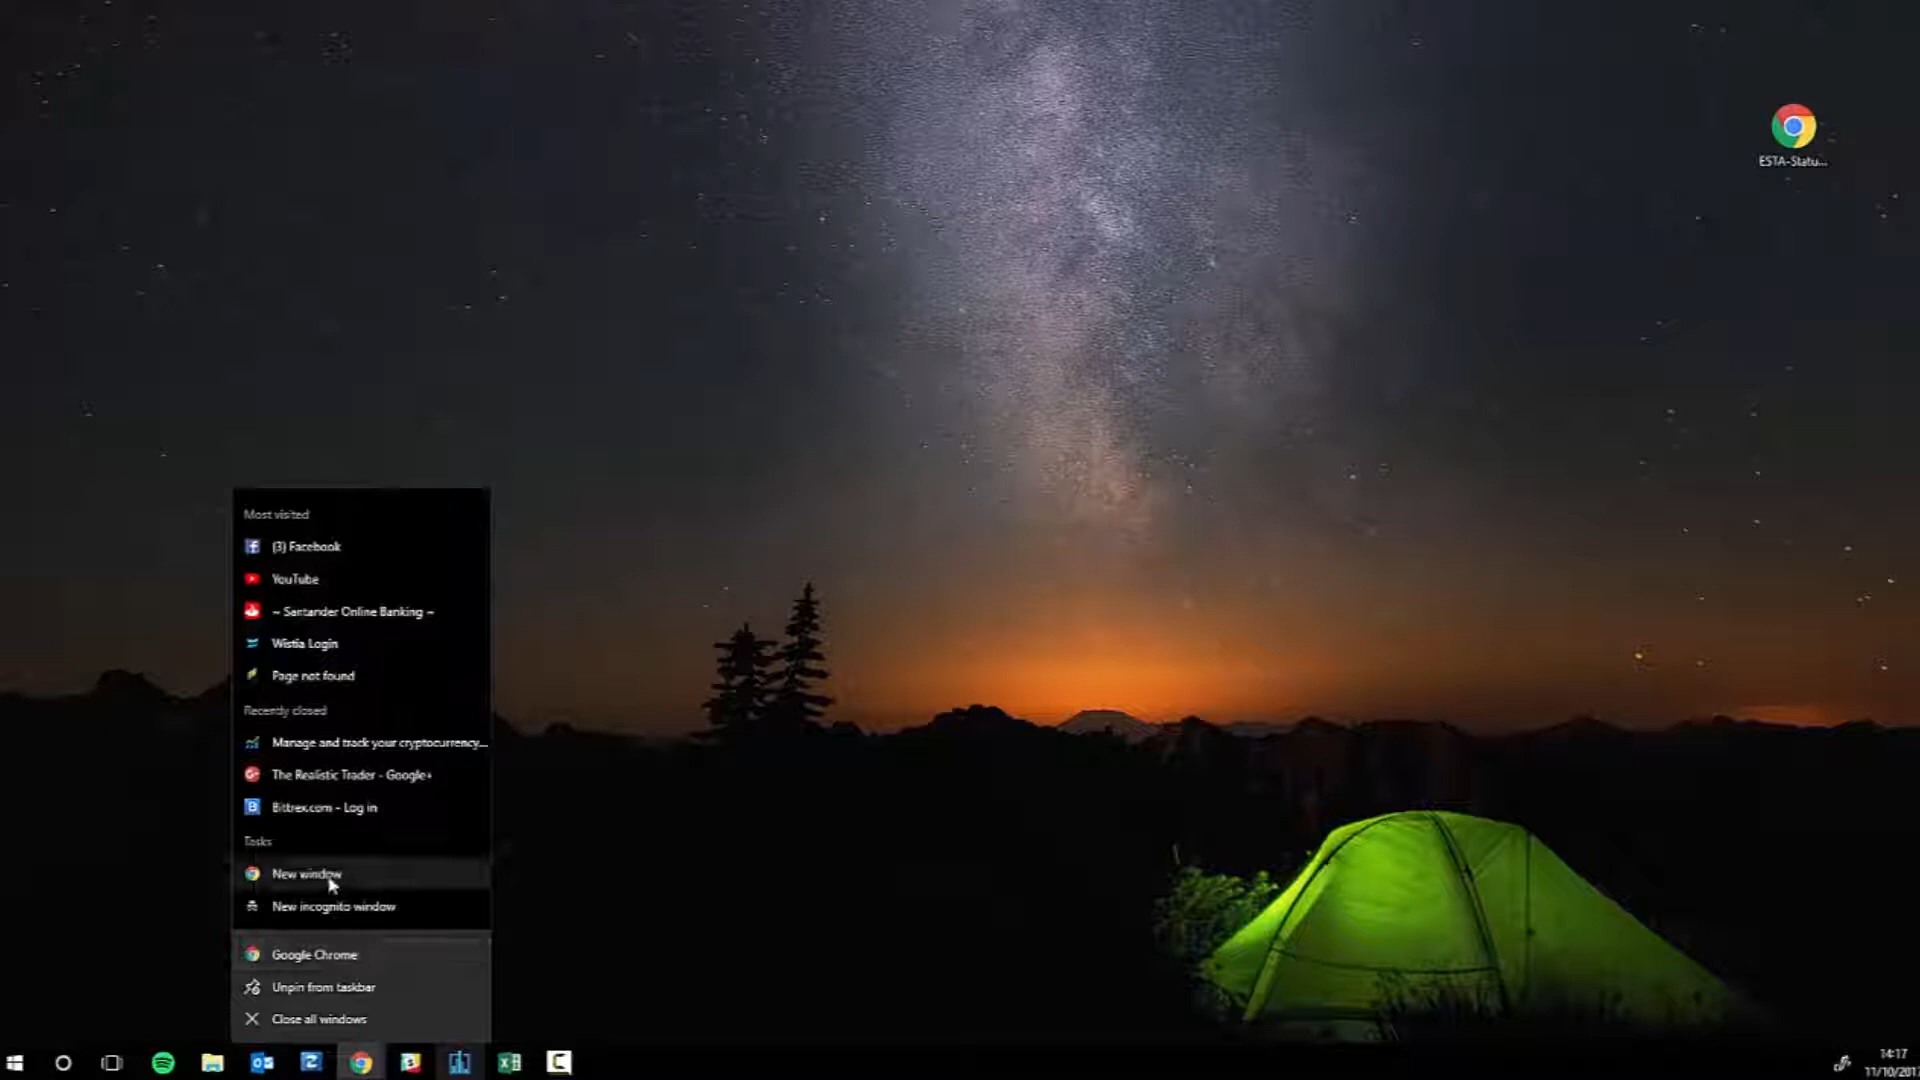 ESTA-Statu...
Most visited
(3) Facebook
YouTube
~ Santander Online Banking ~
Wistia Login
Page not found
Recently closed
Manage and track your cryptocurrency...
The Realistic Trader - Google+
Bittrex.com - Log in
Tasks
New window
New incognito window
Google Chrome
Unpin from taskbar
Close all windows
14:17
11/10/2017